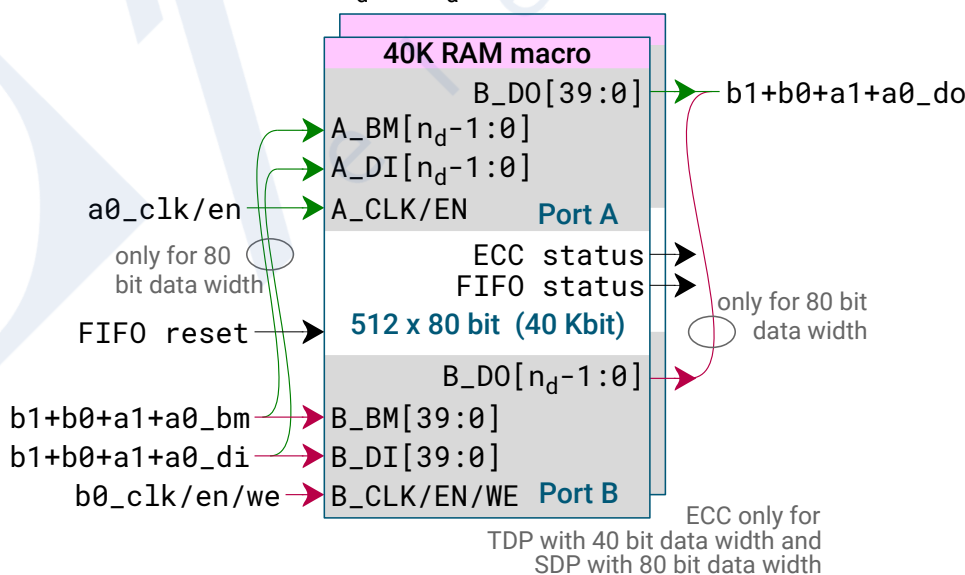 40K RAM macro
B_DO[39:0]
b1+b0+a1+a0_do
A_BM[nd-1:0]
A_DI[nd-1:0]
a0_clk/en
A_CLK/EN
Port A
only for 80
bit data width
ECC status
FIFO status
only for 80 bit
data width
FIFO reset
512 x 80 bit (40 Kbit)
B_DO[nd-1:0]
b1+b0+a1+a0_bm
B_BM[39:0]
b1+b0+a1+a0_di
B_DI[39:0]
b0_clk/en/we
B_CLK/EN/WE
Port B
ECC only for
TDP with 40 bit data width and
SDP with 80 bit data width